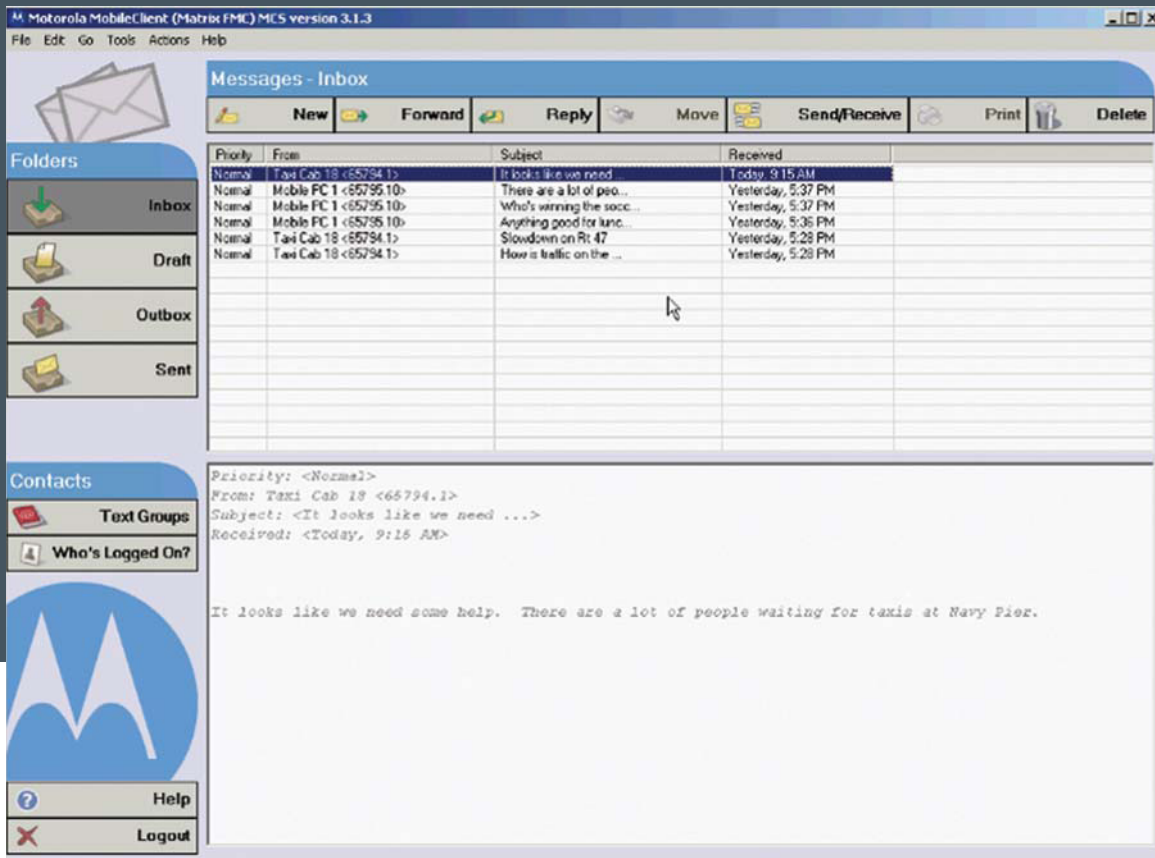 Motorola MobileClient (Matrix FMC) MCS version 3.1.3
File Edit Go Tools Actions Help
Messages - Inbox
New Forward Reply Move Send/Receive Print Delete
Folders
Inbox
Draft
Outbox
Sent
Priority From Subject Received
Normal Taxi Cab 18 <65794.1> It looks like we need ... Today, 9:15 AM
Normal Mobile PC 1 <65795.10> There are a lot of peo... Yesterday, 5:37 PM
Normal Mobile PC 1 <65795.10> Who's winning the socc... Yesterday, 5:37 PM
Normal Mobile PC 1 <65795.10> Anything good for lunc... Yesterday, 5:36 PM
Normal Taxi Cab 18 <65794.1> Slowdown on Rt 47 Yesterday, 5:28 PM
Normal Taxi Cab 18 <65794.1> How is traffic on the ... Yesterday, 5:28 PM
Contacts
Text Groups
Who's Logged On?
Help
Logout
Priority: <Normal>
From: Taxi Cab 18 <65794.1>
Subject: <It looks like we need ...>
Received: <Today, 9:15 AM>
It looks like we need some help. There are a lot of people waiting for taxis at Navy Pier.